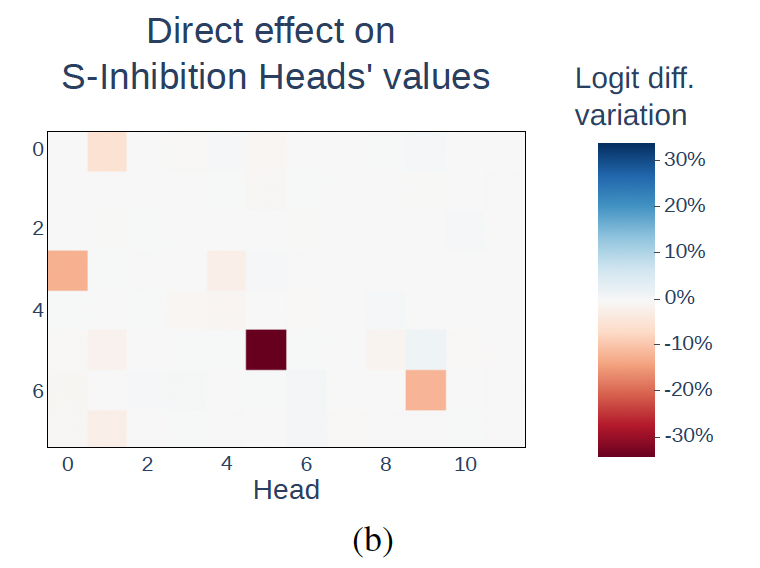 Direct effect on
S-Inhibition Heads' values
Logit diff.
variation
0
2
4
6
0 2 4 6 8 10
Head
30%
20%
10%
0%
-10%
-20%
-30%
(b)